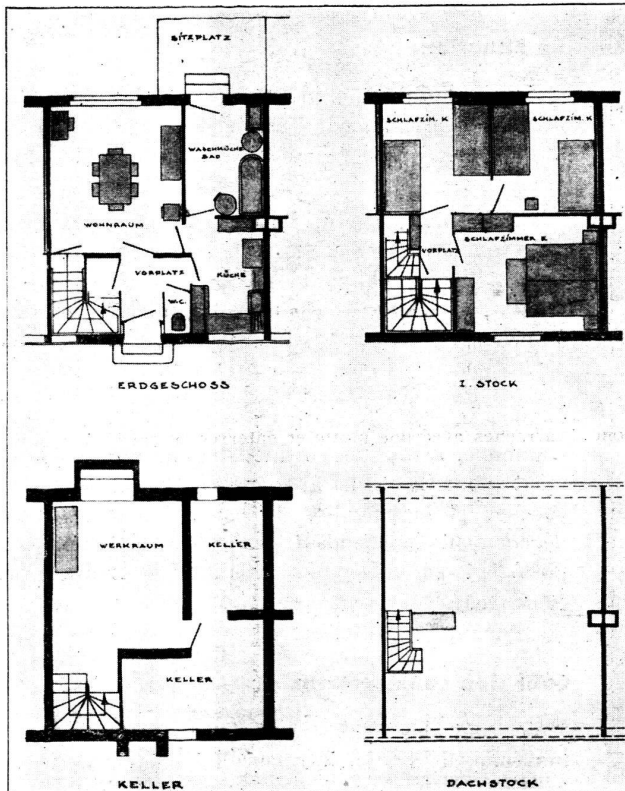 SITZPLATZ
WASCHKÜCHE
BAD
WOHNRAUM
VORPLATZ
KÜCHE
W.C.
ERDGESCHOSS
SCHLAFZIM. K
SCHLAFZIM. K
VORPLATZ
SCHLAFZIMMER E
I. STOCK
WERKRAUM
KELLER
KELLER
KELLER
DACHSTOCK